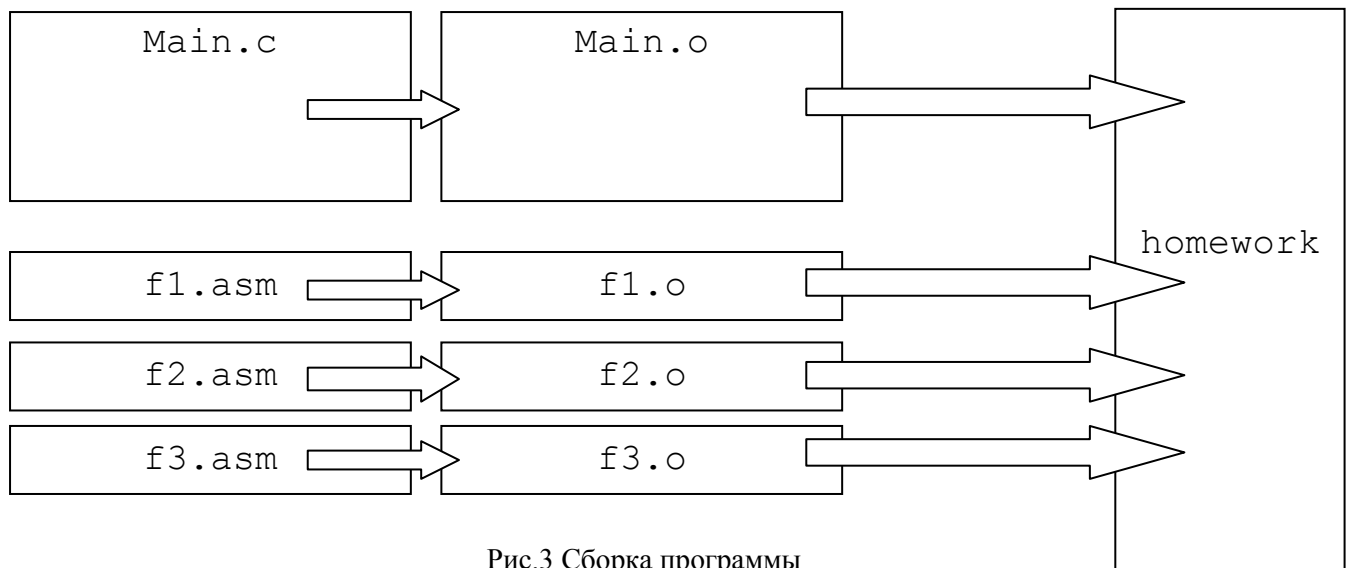 Main.c
Main.o
homework
f1.asm
f1.o
f2.asm
f2.o
f3.asm
f3.o
Рис.3 Сборка программы